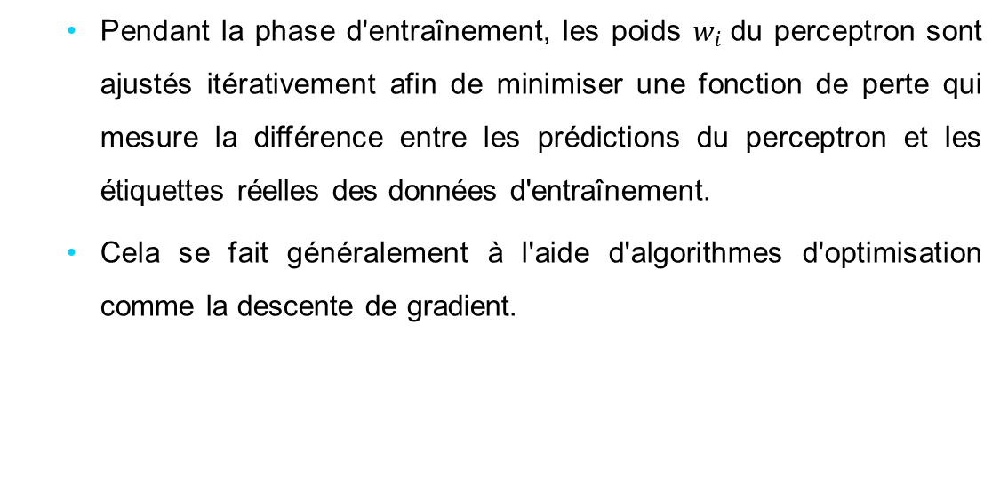 • Pendant la phase d'entraînement, les poids $w_i$ du perceptron sont
ajustés itérativement afin de minimiser une fonction de perte qui
mesure la différence entre les prédictions du perceptron et les
étiquettes réelles des données d'entraînement.
• Cela se fait généralement à l'aide d'algorithmes d'optimisation
comme la descente de gradient.